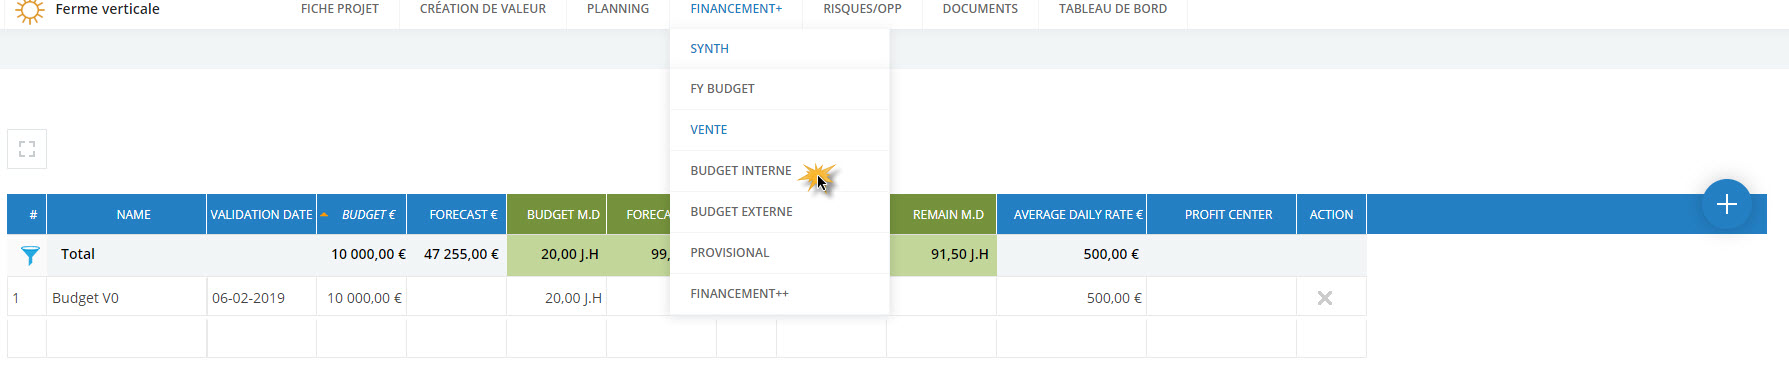 Ferme verticale FICHE PROJET CRÉATION DE VALEUR PLANNING FINANCEMENT+ RISQUES/OPP DOCUMENTS TABLEAU DE BORD
SYNTH
FY BUDGET
VENTE
BUDGET INTERNE
BUDGET EXTERNE
PROVISIONAL
FINANCEMENT++
# NAME VALIDATION DATE BUDGET € FORECAST € BUDGET M.D FORECA REMAIN M.D AVERAGE DAILY RATE € PROFIT CENTER ACTION
Total 10 000,00 € 47 255,00 € 20,00 J.H 99, 91,50 J.H 500,00 €
1 Budget V0 06-02-2019 10 000,00 € 20,00 J.H 500,00 €